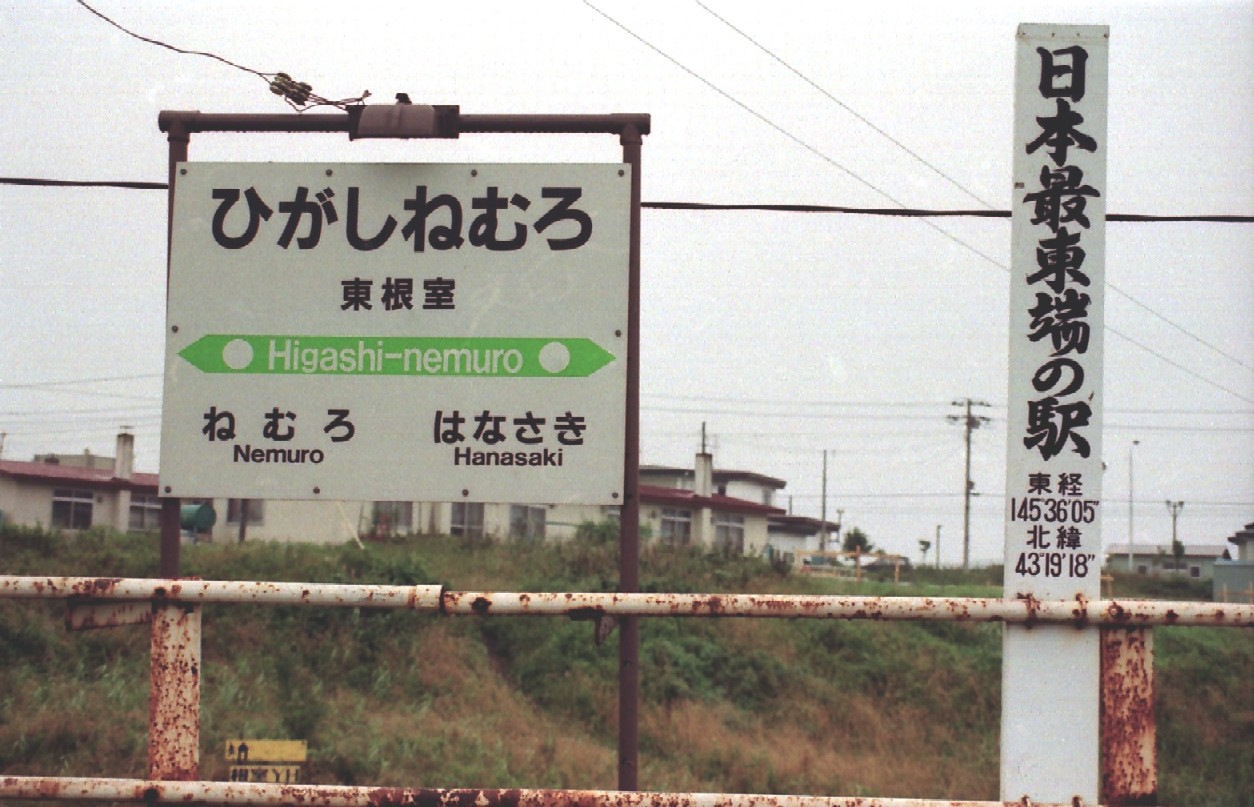 ひがしねむろ
東根室
Higashi-nemuro
ねむろ はなさき
Nemuro Hanasaki
日本最東端の駅
東経
145°36'05"
北緯
43°19'18"